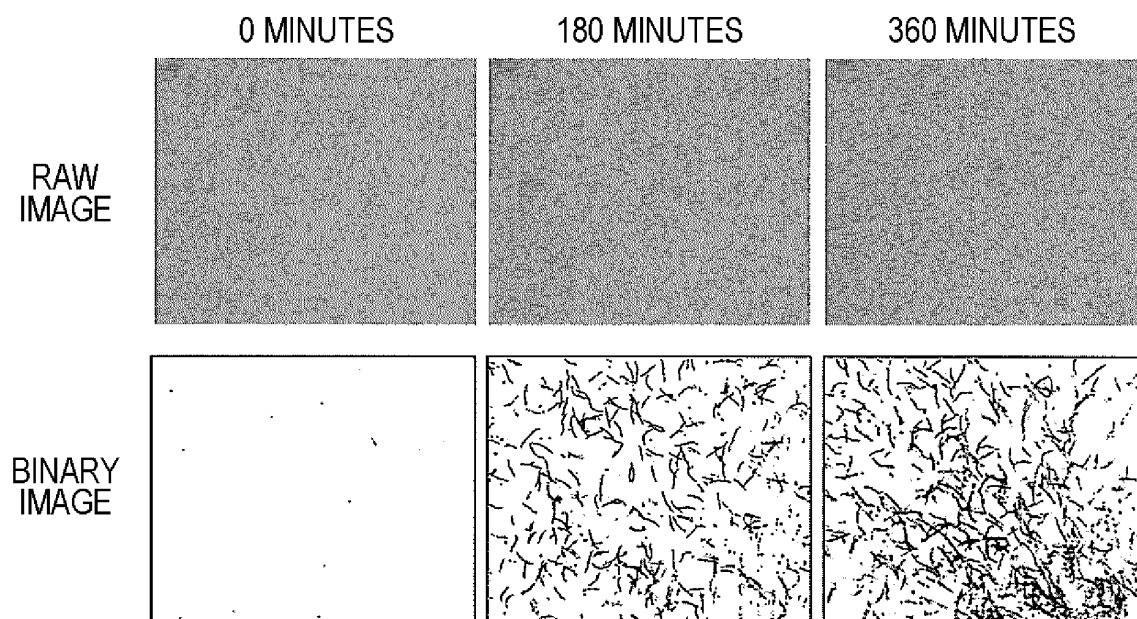 0 MINUTES
180 MINUTES
360 MINUTES
RAW
IMAGE
BINARY
IMAGE